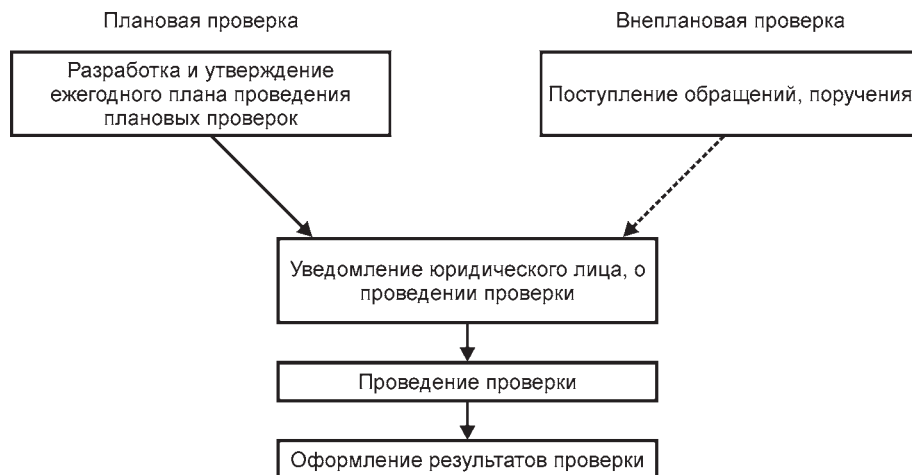 Плановая проверка
Внеплановая проверка
Разработка и утверждение
ежегодного плана проведения
плановых проверок
Поступление обращений, поручения
Уведомление юридического лица, о
проведении проверки
Проведение проверки
Оформление результатов проверки